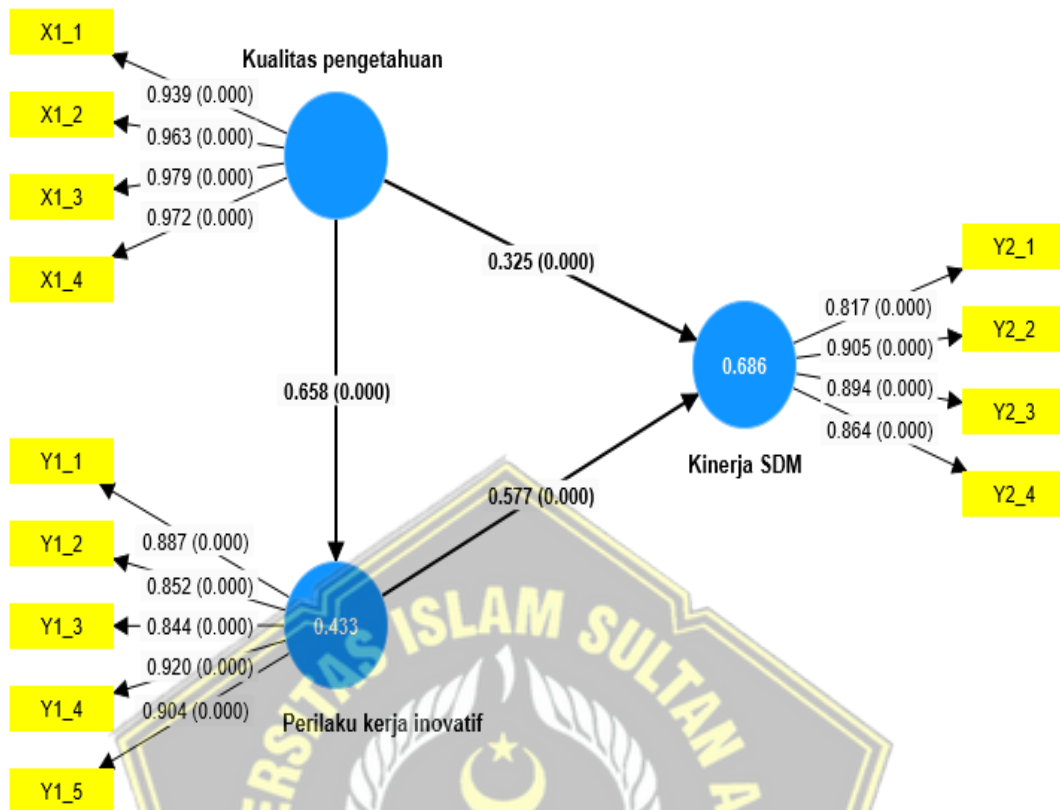 X1_1
X1_2
X1_3
X1_4
Kualitas pengetahuan
0.939 (0.000)
0.963 (0.000)
0.979 (0.000)
0.972 (0.000)
0.325 (0.000)
0.658 (0.000)
0.577 (0.000)
0.686
Kinerja SDM
0.817 (0.000)
0.905 (0.000)
0.894 (0.000)
0.864 (0.000)
Y2_1
Y2_2
Y2_3
Y2_4
Y1_1
Y1_2
Y1_3
Y1_4
Y1_5
0.887 (0.000)
0.852 (0.000)
0.844 (0.000)
0.920 (0.000)
0.904 (0.000)
0.433
Perilaku kerja inovatif
ERSITAS ISLAM SULTAN A